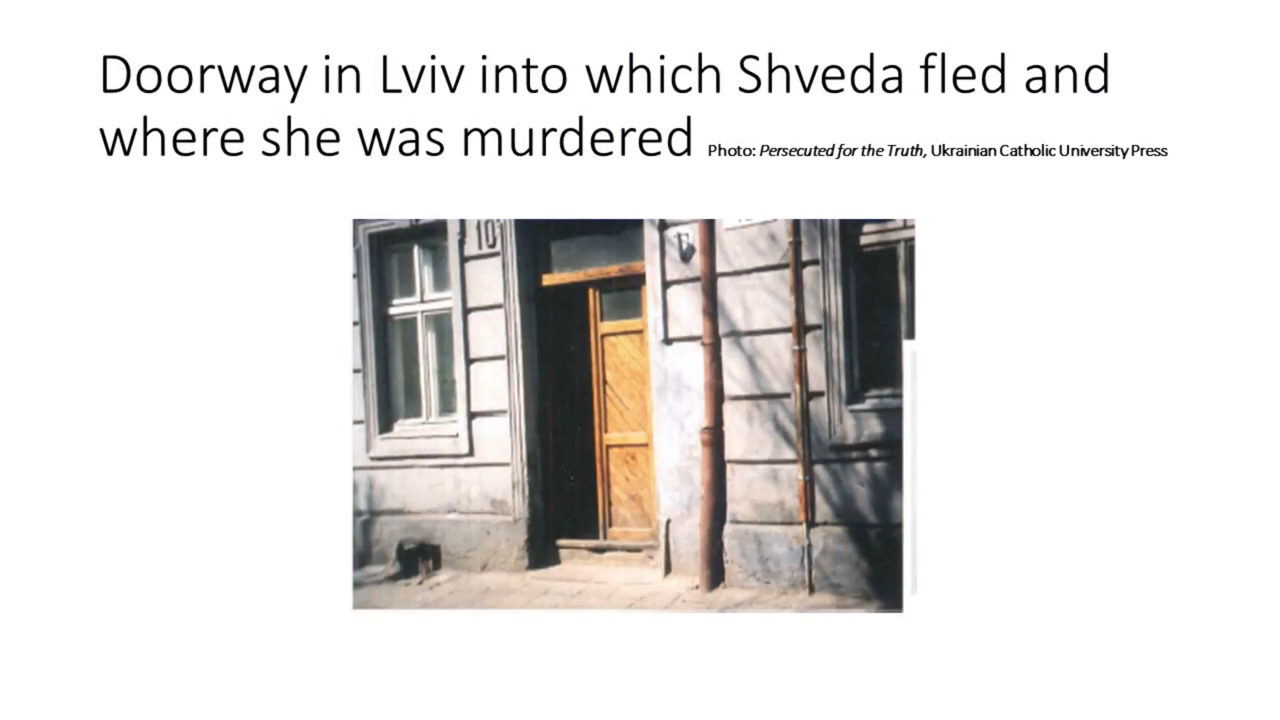 Doorway in Lviv into which Shveda fled and
where she was murdered Photo: Persecuted for the Truth, Ukrainian Catholic University Press
10